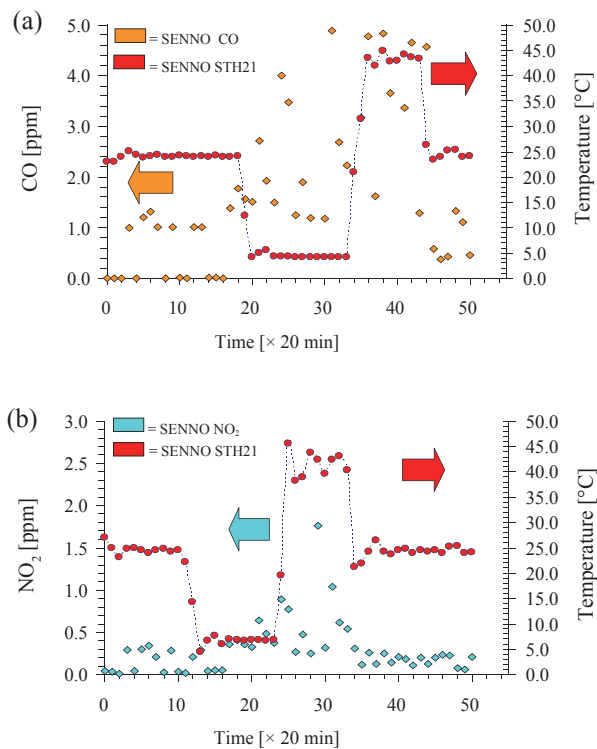 (a)
= SENNO CO
= SENNO STH21
CO [ppm]
5.0
4.0
3.0
2.0
1.0
0.0
Temperature [°C]
50.0
45.0
40.0
35.0
30.0
25.0
20.0
15.0
10.0
5.0
0.0
0 10 20 30 40 50
Time [× 20 min]
(b)
= SENNO NO₂
= SENNO STH21
NO₂ [ppm]
3.0
2.5
2.0
1.5
1.0
0.5
0.0
Temperature [°C]
50.0
45.0
40.0
35.0
30.0
25.0
20.0
15.0
10.0
5.0
0.0
0 10 20 30 40 50
Time [× 20 min]